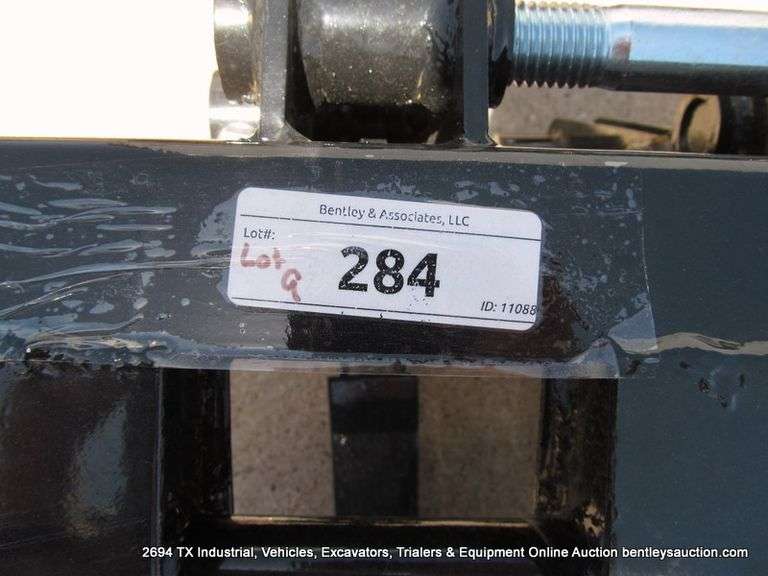 Bentley & Associates, LLC
Lot#:
Lot 9
284
ID: 11088
2694 TX Industrial, Vehicles, Excavators, Trialers & Equipment Online Auction bentleysauction.com